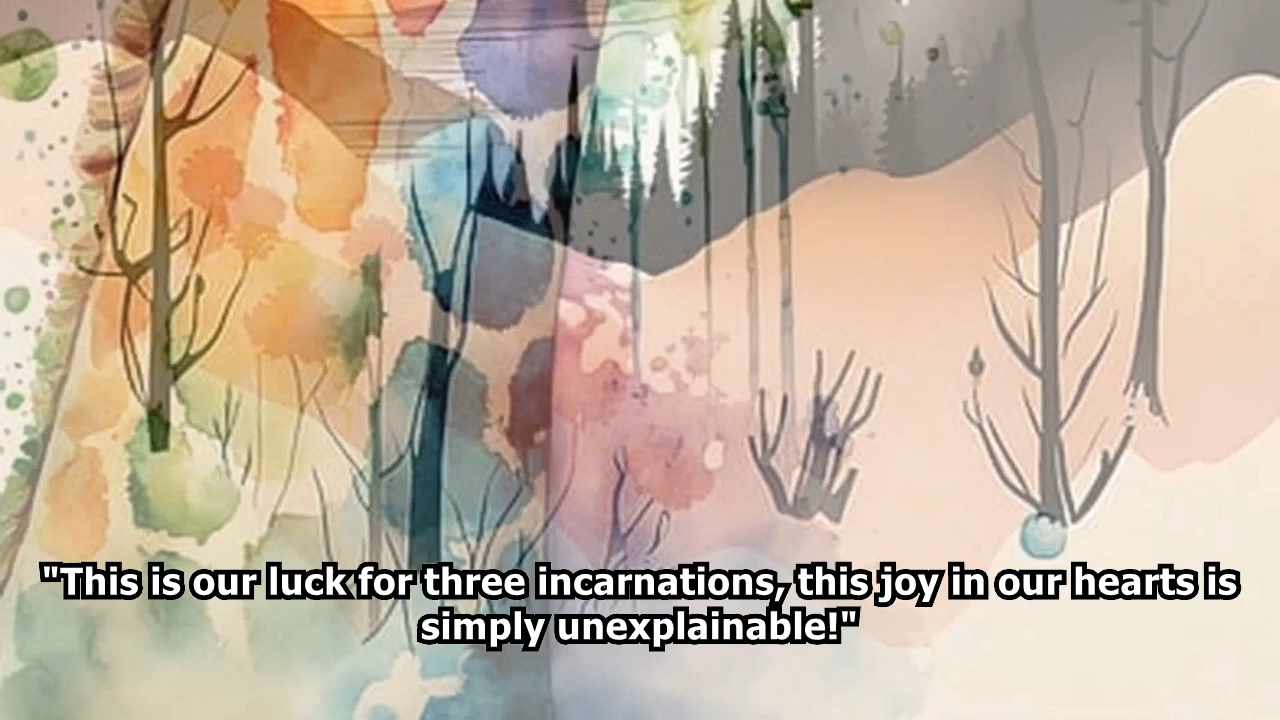 "This is our luck for three incarnations, this joy in our hearts is
simply unexplainable!"